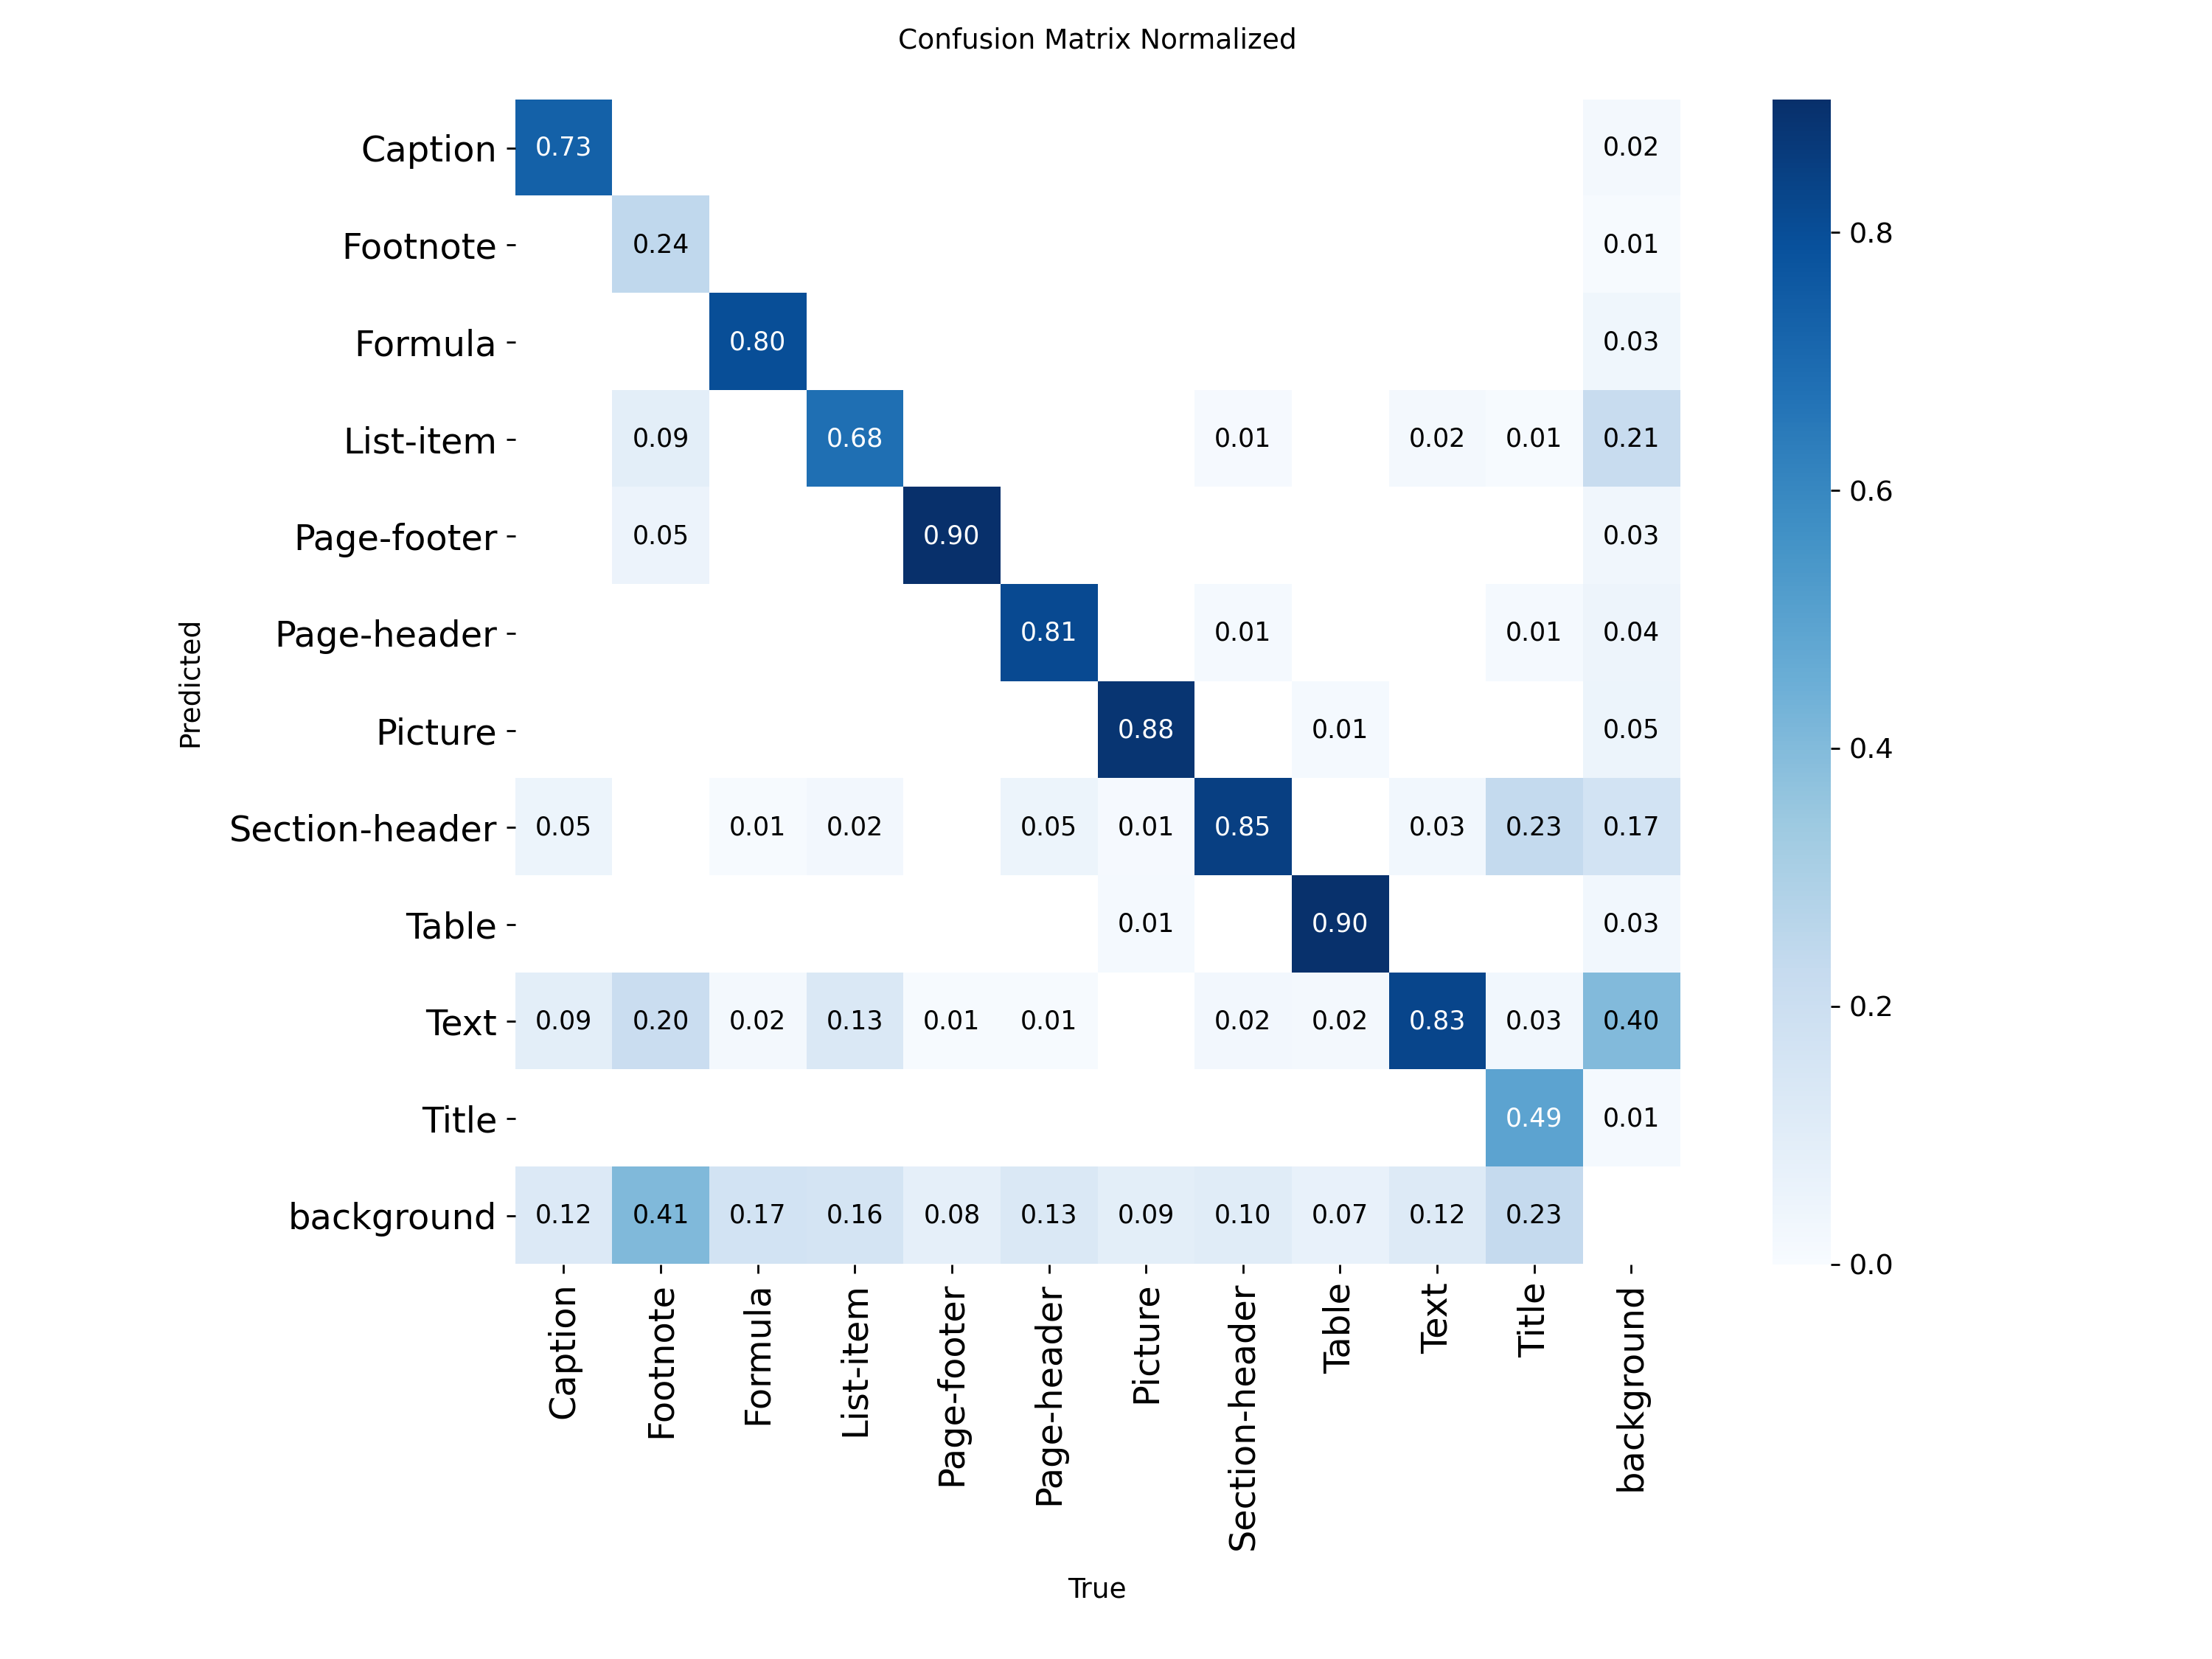 Confusion Matrix Normalized
Caption 0.73 0.02
Footnote 0.24 0.01
Formula 0.80 0.03
List-item 0.09 0.68 0.01 0.02 0.01 0.21
Page-footer 0.05 0.90 0.03
Page-header 0.81 0.01 0.01 0.04
Picture 0.88 0.01 0.05
Section-header 0.05 0.01 0.02 0.05 0.01 0.85 0.03 0.23 0.17
Table 0.01 0.90 0.03
Text 0.09 0.20 0.02 0.13 0.01 0.01 0.02 0.02 0.83 0.03 0.40
Title 0.49 0.01
background 0.12 0.41 0.17 0.16 0.08 0.13 0.09 0.10 0.07 0.12 0.23
Predicted
Caption Footnote Formula List-item Page-footer Page-header Picture Section-header Table Text Title background
True
0.8
0.6
0.4
0.2
0.0